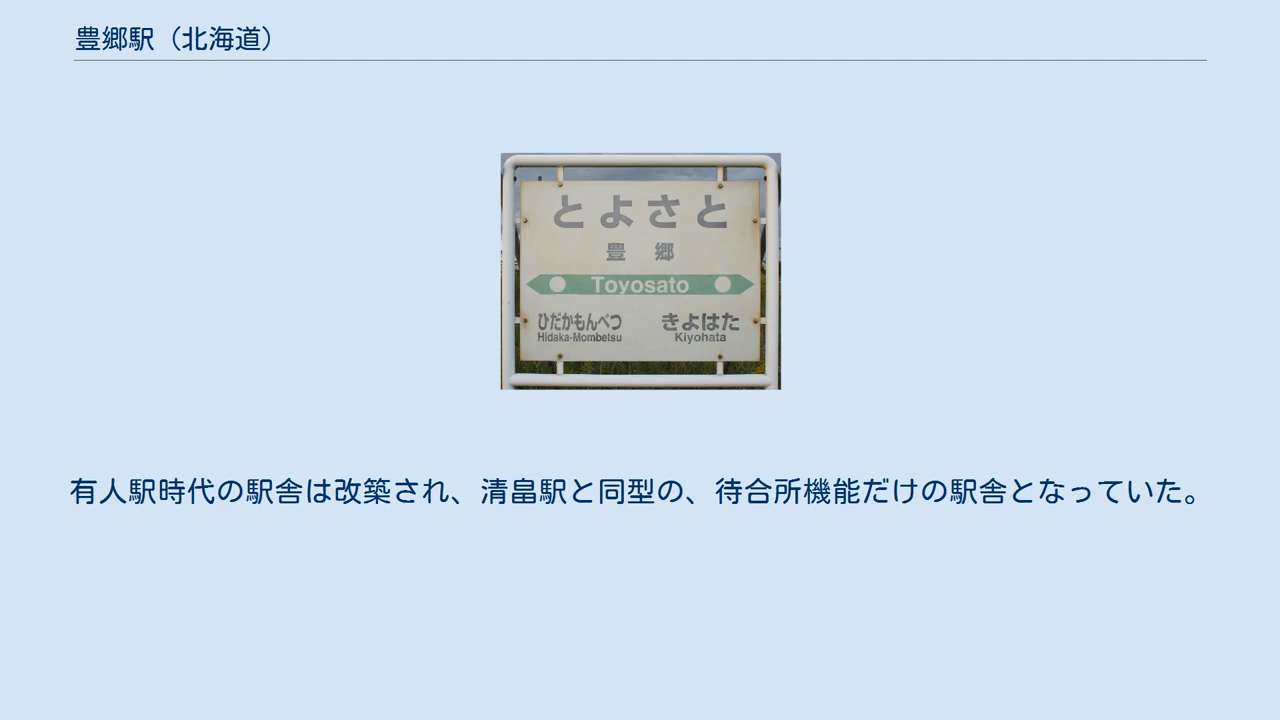 豊郷駅（北海道）
とよさと
豊 郷
Toyosato
ひだかもんべつ きよはた
Hidaka-Mombetsu Kiyohata
有人駅時代の駅舎は改築され、清畠駅と同型の、待合所機能だけの駅舎となっていた。